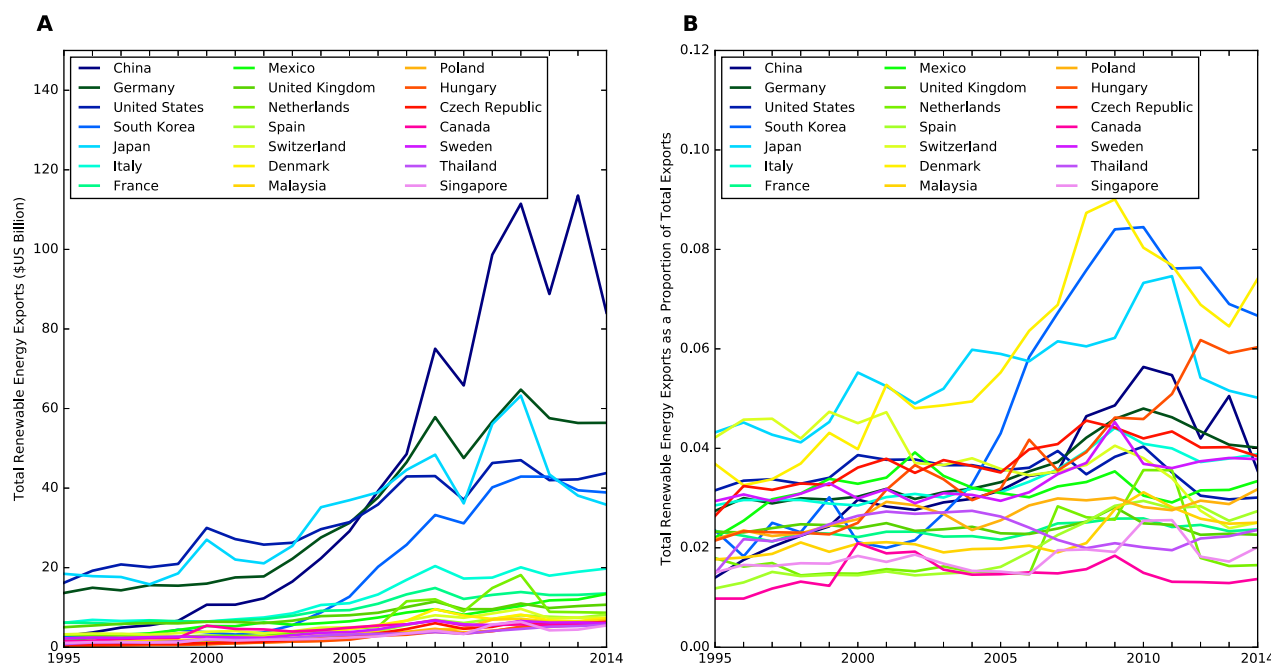 A
Total Renewable Energy Exports ($US Billion)
140
120
100
80
60
40
20
0
China
Germany
United States
South Korea
Japan
Italy
France
Mexico
United Kingdom
Netherlands
Spain
Switzerland
Denmark
Malaysia
Poland
Hungary
Czech Republic
Canada
Sweden
Thailand
Singapore
1995 2000 2005 2010 2014
B
Total Renewable Energy Exports as a Proportion of Total Exports
0.12
0.10
0.08
0.06
0.04
0.02
0.00
China
Germany
United States
South Korea
Japan
Italy
France
Mexico
United Kingdom
Netherlands
Spain
Switzerland
Denmark
Malaysia
Poland
Hungary
Czech Republic
Canada
Sweden
Thailand
Singapore
1995 2000 2005 2010 2014